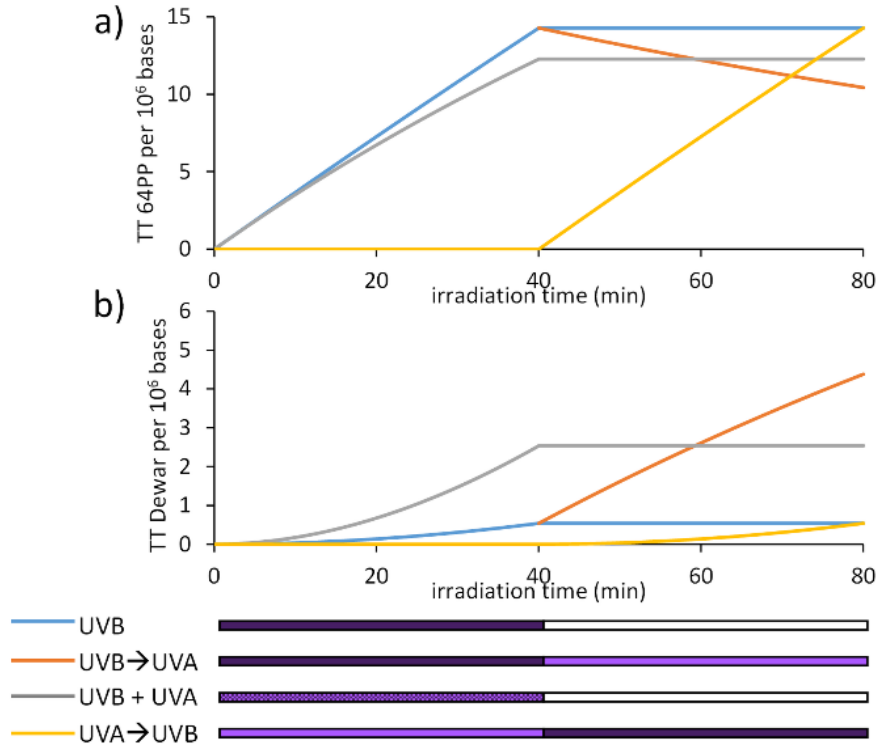 a)
TT 64PP per 10⁶ bases
15
10
5
0
0 20 40 60 80
irradiation time (min)
b)
TT Dewar per 10⁶ bases
6
5
4
3
2
1
0
0 20 40 60 80
irradiation time (min)
UVB
UVB→UVA
UVB + UVA
UVA→UVB